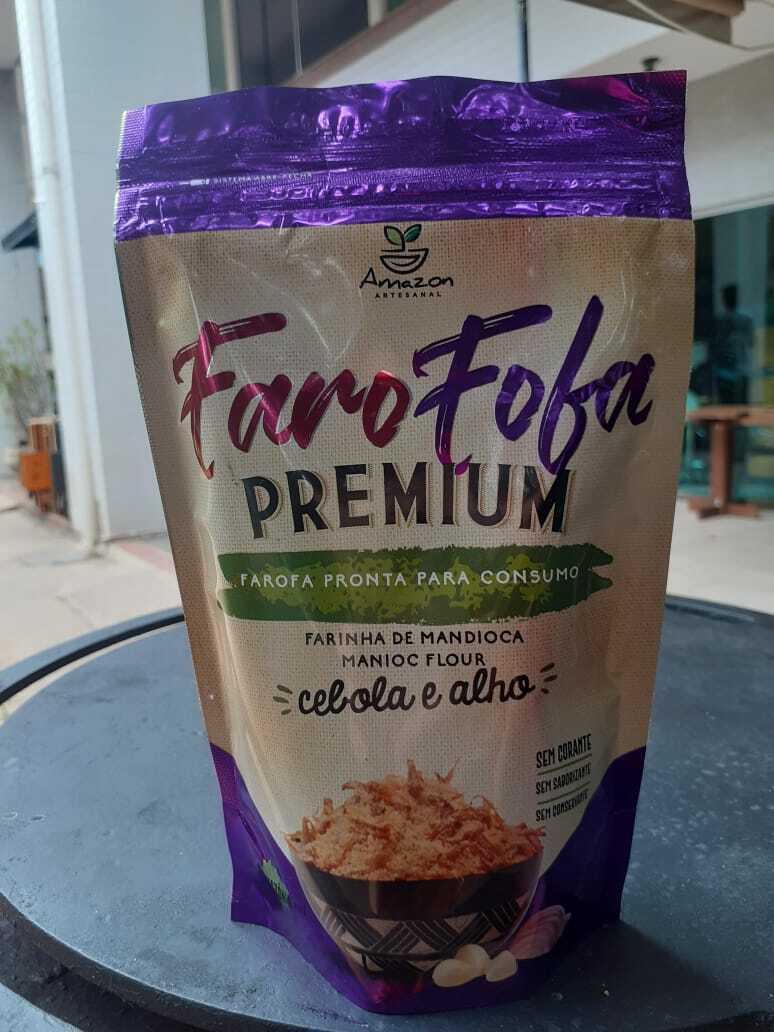 Amazon
ARTESANAL
FaroFofa
PREMIUM
FAROFA PRONTA PARA CONSUMO
FARINHA DE MANDIOCA
MANIOC FLOUR
cebola e alho
SEM CORANTE
SEM SABORIZANTE
SEM CONSERVANTE